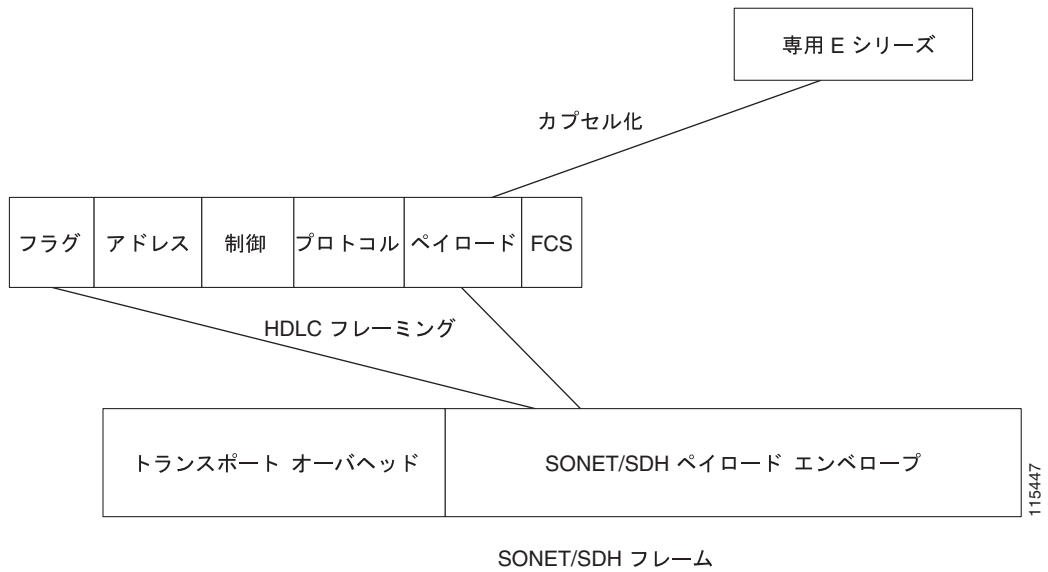 専用 E シリーズ
カプセル化
フラグ アドレス 制御 プロトコル ペイロード FCS
HDLC フレーミング
トランスポート オーバヘッド SONET/SDH ペイロード エンベロープ
115447
SONET/SDH フレーム